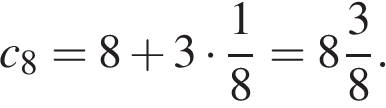 c₈ = 8 + 3 · 1/8 = 8 3/8.